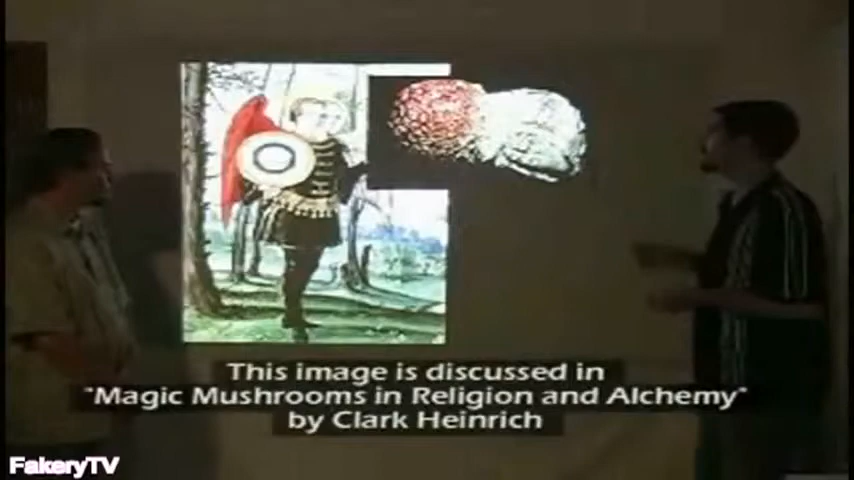 This image is discussed in
"Magic Mushrooms in Religion and Alchemy"
by Clark Heinrich
FakeryTV